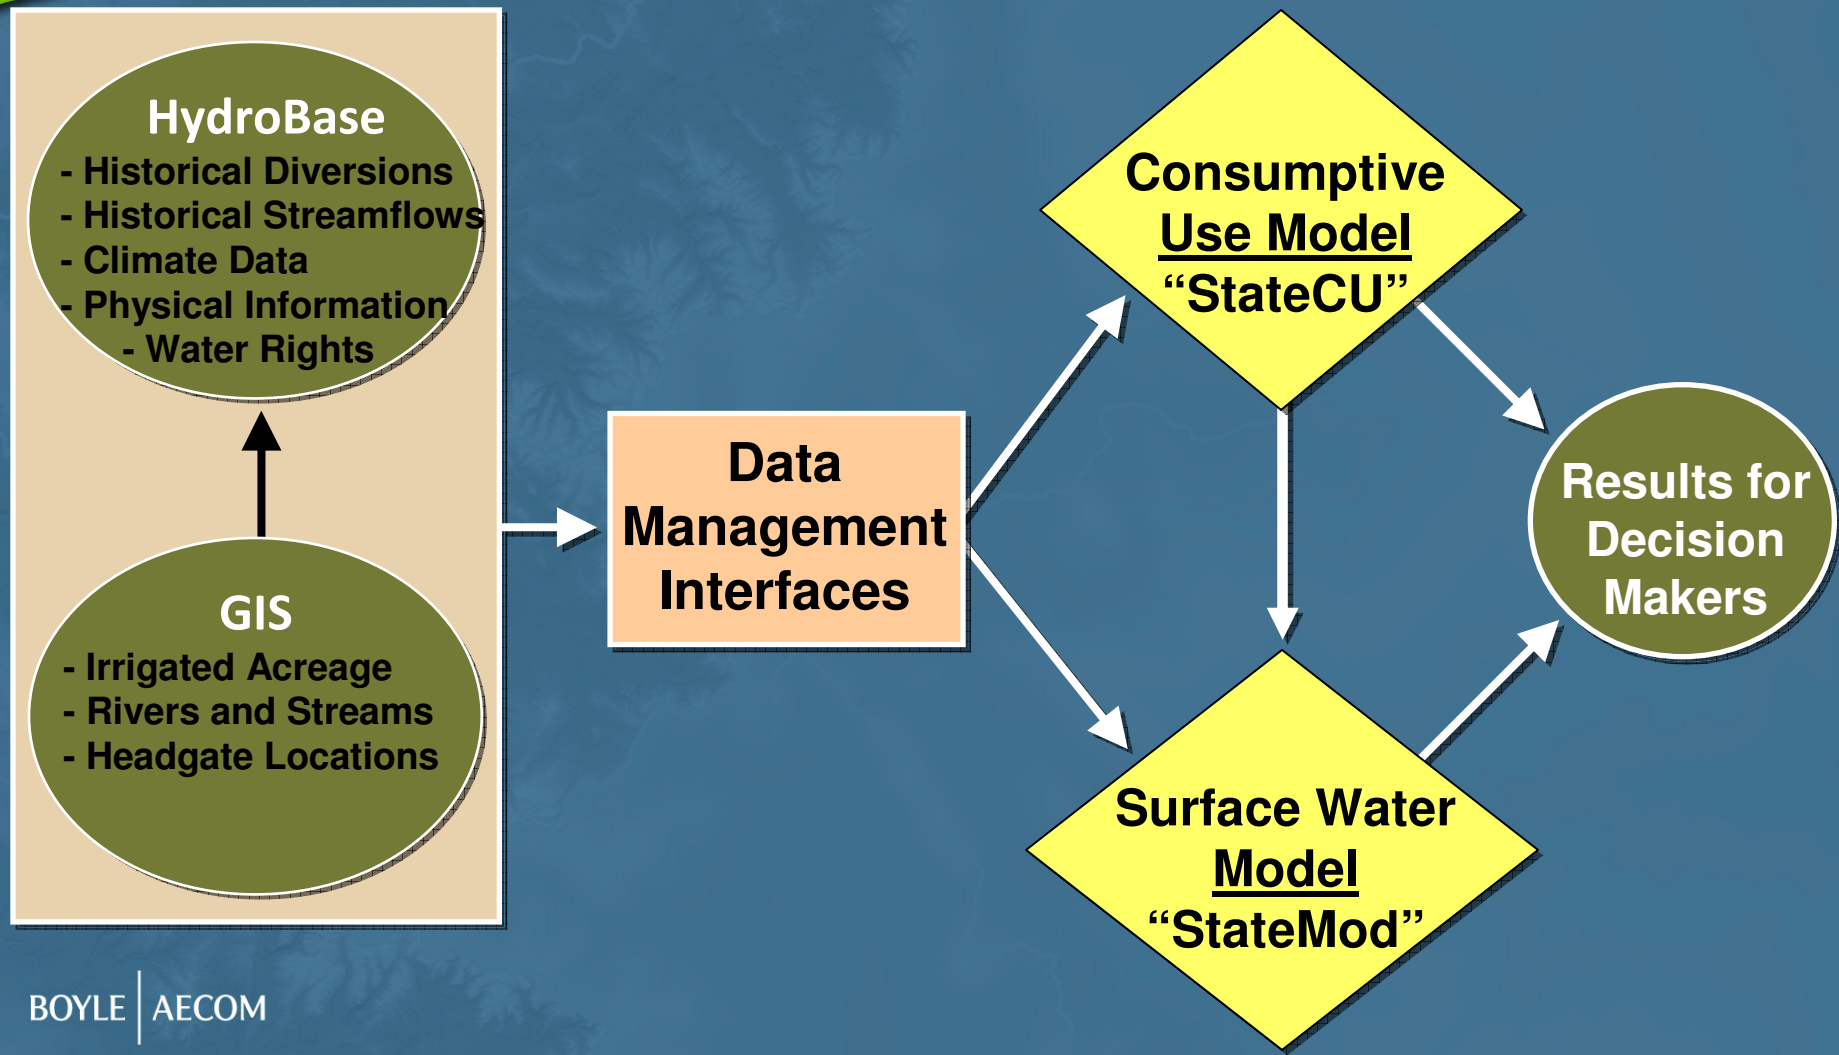 HydroBase
- Historical Diversions
- Historical Streamflows
- Climate Data
- Physical Information
- Water Rights
GIS
- Irrigated Acreage
- Rivers and Streams
- Headgate Locations
Data
Management
Interfaces
Consumptive
Use Model
“StateCU”
Surface Water
Model
“StateMod”
Results for
Decision
Makers
BOYLE | AECOM